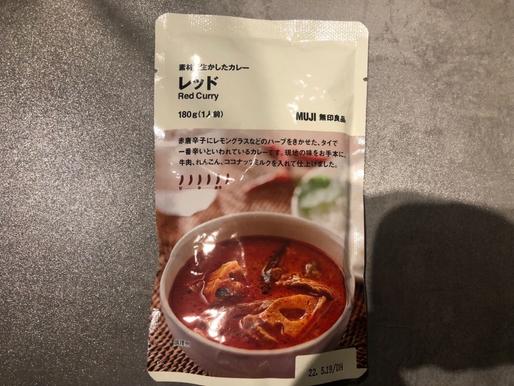 素材を生かしたカレー
レッド
Red Curry
180g(1人前)
MUJI 無印良品
赤唐辛子にレモングラスなどのハーブをきかせた、タイで
一番辛いといわれているカレーです。現地の味をお手本に、
牛肉、れんこん、ココナッツミルクを入れて仕上げました。
22. 5.19/DH